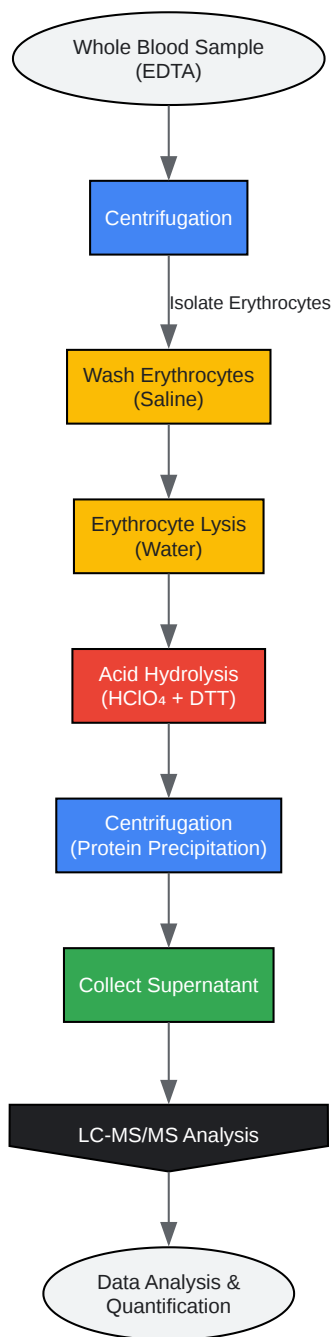 Whole Blood Sample
(EDTA)
Centrifugation
Isolate Erythrocytes
Wash Erythrocytes
(Saline)
Erythrocyte Lysis
(Water)
Acid Hydrolysis
(HClO₄ + DTT)
Centrifugation
(Protein Precipitation)
Collect Supernatant
LC-MS/MS Analysis
Data Analysis &
Quantification